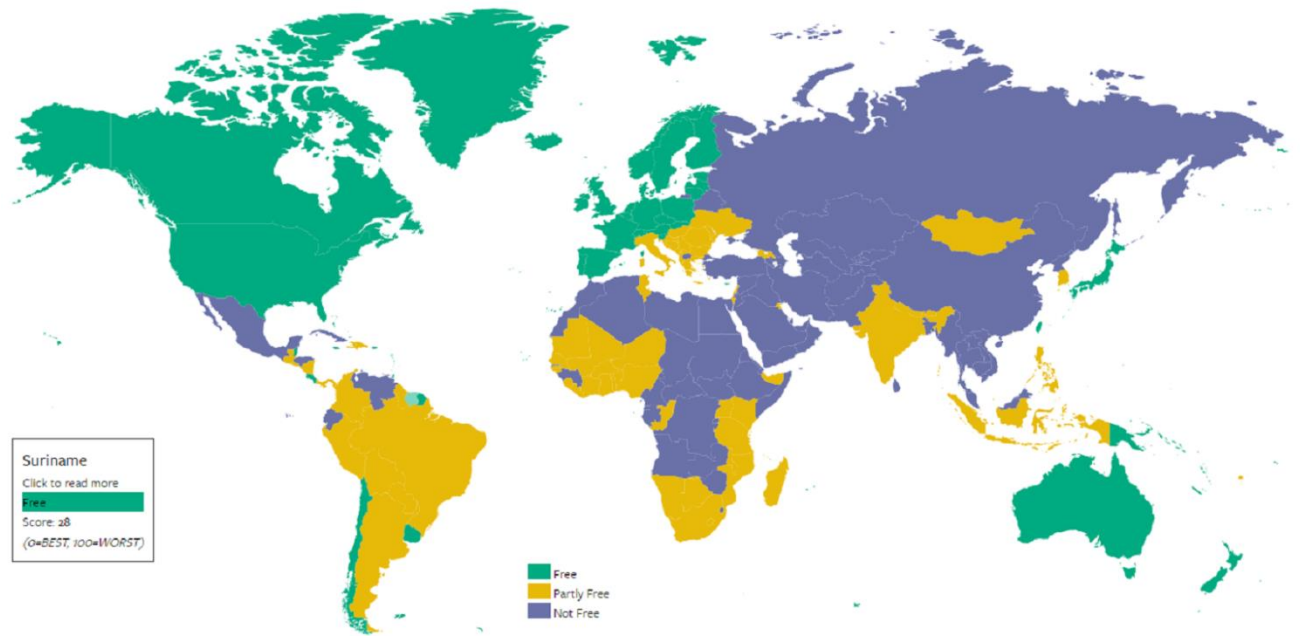 Suriname
Click to read more
Free
Score: 28
(0=BEST, 100=WORST)
Free
Partly Free
Not Free